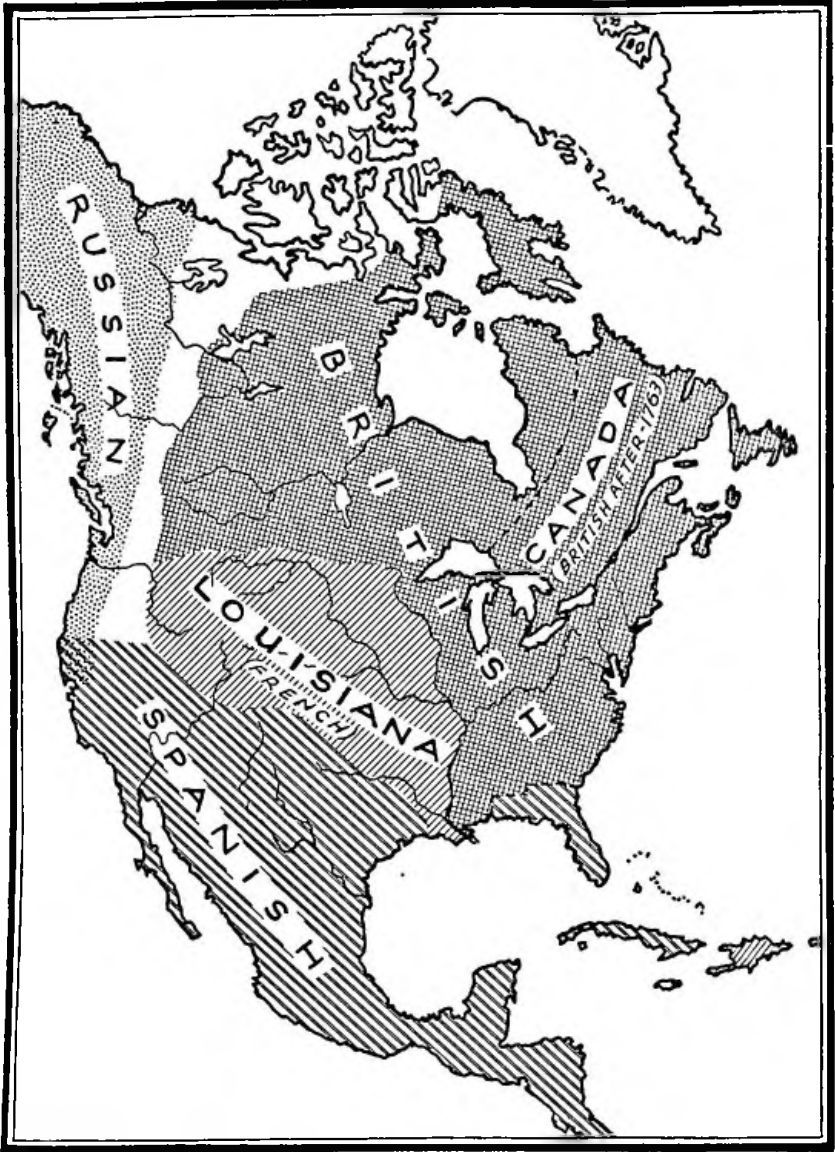 RUSSIAN
BRITISH
CANADA
(BRITISH AFTER-1763
LOUISIANA
(FRENCH)
SPANISH